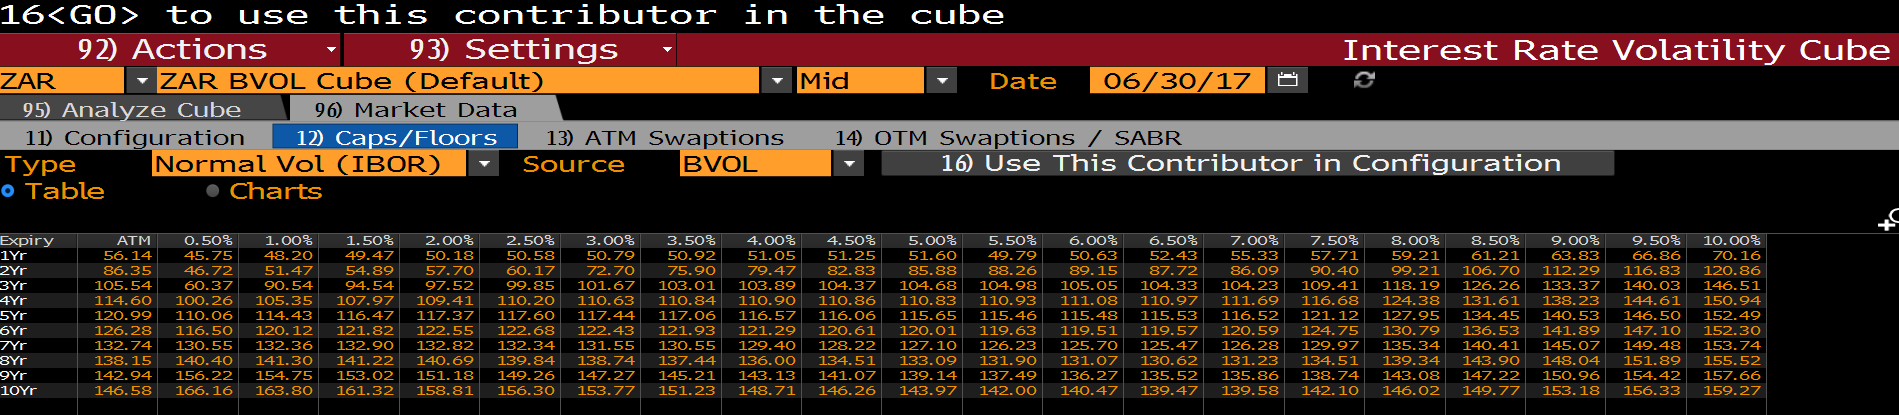 16<GO> to use this contributor in the cube
92) Actions 93) Settings Interest Rate Volatility Cube
ZAR ZAR BVOL Cube (Default) Mid Date 06/30/17
95) Analyze Cube 96) Market Data
11) Configuration 12) Caps/Floors 13) ATM Swaptions 14) OTM Swaptions / SABR
Type Normal Vol (IBOR) Source BVOL 16) Use This Contributor in Configuration
Table Charts
Expiry ATM 0.50% 1.00% 1.50% 2.00% 2.50% 3.00% 3.50% 4.00% 4.50% 5.00% 5.50% 6.00% 6.50% 7.00% 7.50% 8.00% 8.50% 9.00% 9.50% 10.00%
1Yr 56.14 45.75 48.20 49.47 50.18 50.58 50.79 50.92 51.05 51.25 51.60 49.79 50.63 52.43 55.33 57.71 59.21 61.21 63.83 66.86 70.16
2Yr 86.35 46.72 51.47 54.89 57.70 60.17 72.70 75.90 79.47 82.83 85.88 88.26 89.15 87.72 86.09 90.40 99.21 106.70 112.29 116.83 120.86
3Yr 105.54 60.37 90.54 94.54 97.52 99.85 101.67 103.01 103.89 104.37 104.68 104.98 105.05 104.33 104.23 109.41 118.19 126.26 133.37 140.03 146.51
4Yr 114.60 100.26 105.35 107.97 109.41 110.20 110.63 110.84 110.90 110.86 110.83 110.93 111.08 110.97 111.69 116.68 124.38 131.61 138.23 144.61 150.94
5Yr 120.99 110.06 114.43 116.47 117.37 117.60 117.44 117.06 116.57 116.06 115.65 115.46 115.48 115.53 116.52 121.12 127.95 134.45 140.53 146.50 152.49
6Yr 126.28 116.50 120.12 121.82 122.55 122.68 122.43 121.93 121.29 120.61 120.01 119.63 119.51 119.57 120.59 124.75 130.79 136.53 141.89 147.10 152.30
7Yr 132.74 130.55 132.36 132.90 132.82 132.34 131.55 130.55 129.40 128.22 127.10 126.23 125.70 125.47 126.28 129.97 135.34 140.41 145.07 149.48 153.74
8Yr 138.15 140.40 141.30 141.22 140.69 139.84 138.74 137.44 136.00 134.51 133.09 131.90 131.07 130.62 131.23 134.51 139.34 143.90 148.04 151.89 155.52
9Yr 142.94 156.22 154.75 153.02 151.18 149.26 147.27 145.21 143.13 141.07 139.14 137.49 136.27 135.52 135.86 138.74 143.08 147.22 150.96 154.42 157.66
10Yr 146.58 166.16 163.80 161.32 158.81 156.30 153.77 151.23 148.71 146.26 143.97 142.00 140.47 139.47 139.58 142.10 146.02 149.77 153.18 156.33 159.27